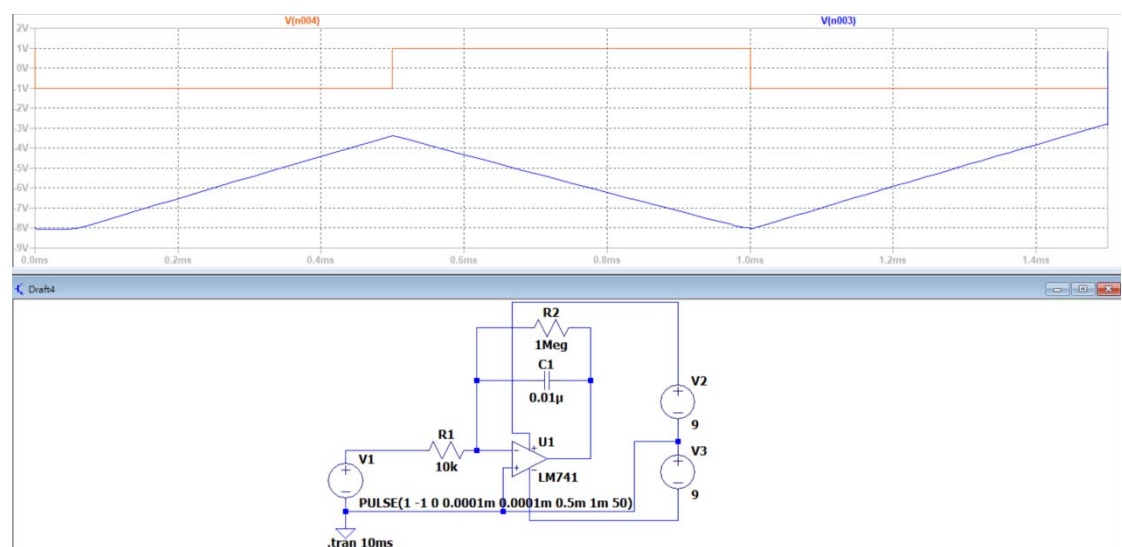 V(n004) V(n003)
2V
1V
0V
-1V
-2V
-3V
-4V
-5V
-6V
-7V
-8V
-9V
0.0ms 0.2ms 0.4ms 0.6ms 0.8ms 1.0ms 1.2ms 1.4ms
Draft4
R2
1Meg
C1
0.01µ
V2
9
R1
10k
U1
LM741
V1
V3
9
PULSE(1 -1 0 0.0001m 0.0001m 0.5m 1m 50)
.tran 10ms